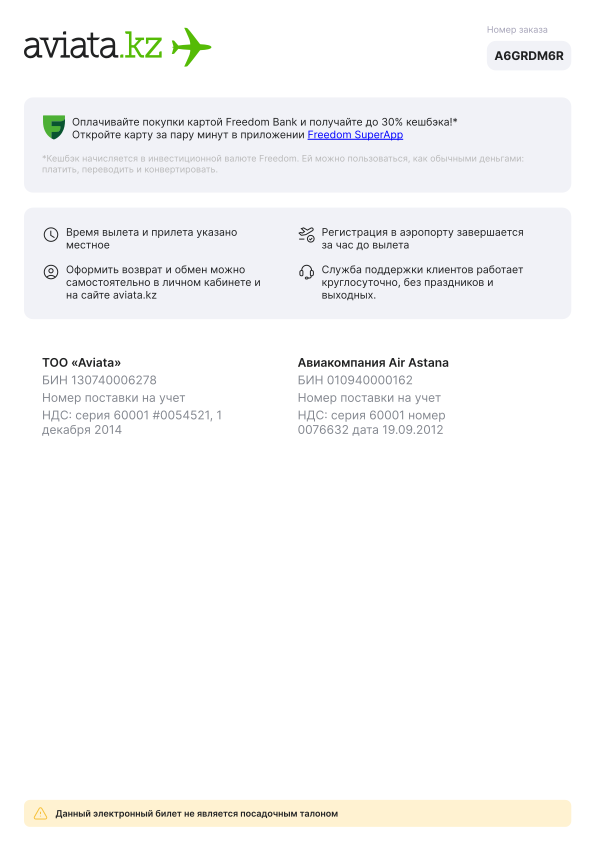 aviata.kz
Номер заказа
A6GRDM6R
Оплачивайте покупки картой Freedom Bank и получайте до 30% кешбэка!*
Откройте карту за пару минут в приложении Freedom SuperApp
*Кешбэк начисляется в инвестиционной валюте Freedom. Ей можно пользоваться, как обычными деньгами:
платить, переводить и конвертировать.
Время вылета и прилета указано
местное
Регистрация в аэропорту завершается
за час до вылета
Оформить возврат и обмен можно
самостоятельно в личном кабинете и
на сайте aviata.kz
Служба поддержки клиентов работает
круглосуточно, без праздников и
выходных.
ТОО «Aviata»
БИН 130740006278
Номер поставки на учет
НДС: серия 60001 #0054521, 1
декабря 2014
Авиакомпания Air Astana
БИН 010940000162
Номер поставки на учет
НДС: серия 60001 номер
0076632 дата 19.09.2012
Данный электронный билет не является посадочным талоном